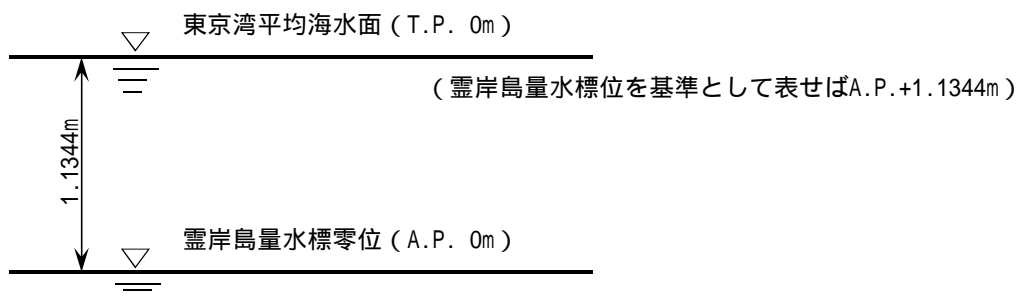 東京湾平均海水面(T.P. 0m)
(霊岸島量水標位を基準として表せばA.P.+1.1344m)
1.1344m
霊岸島量水標零位(A.P. 0m)